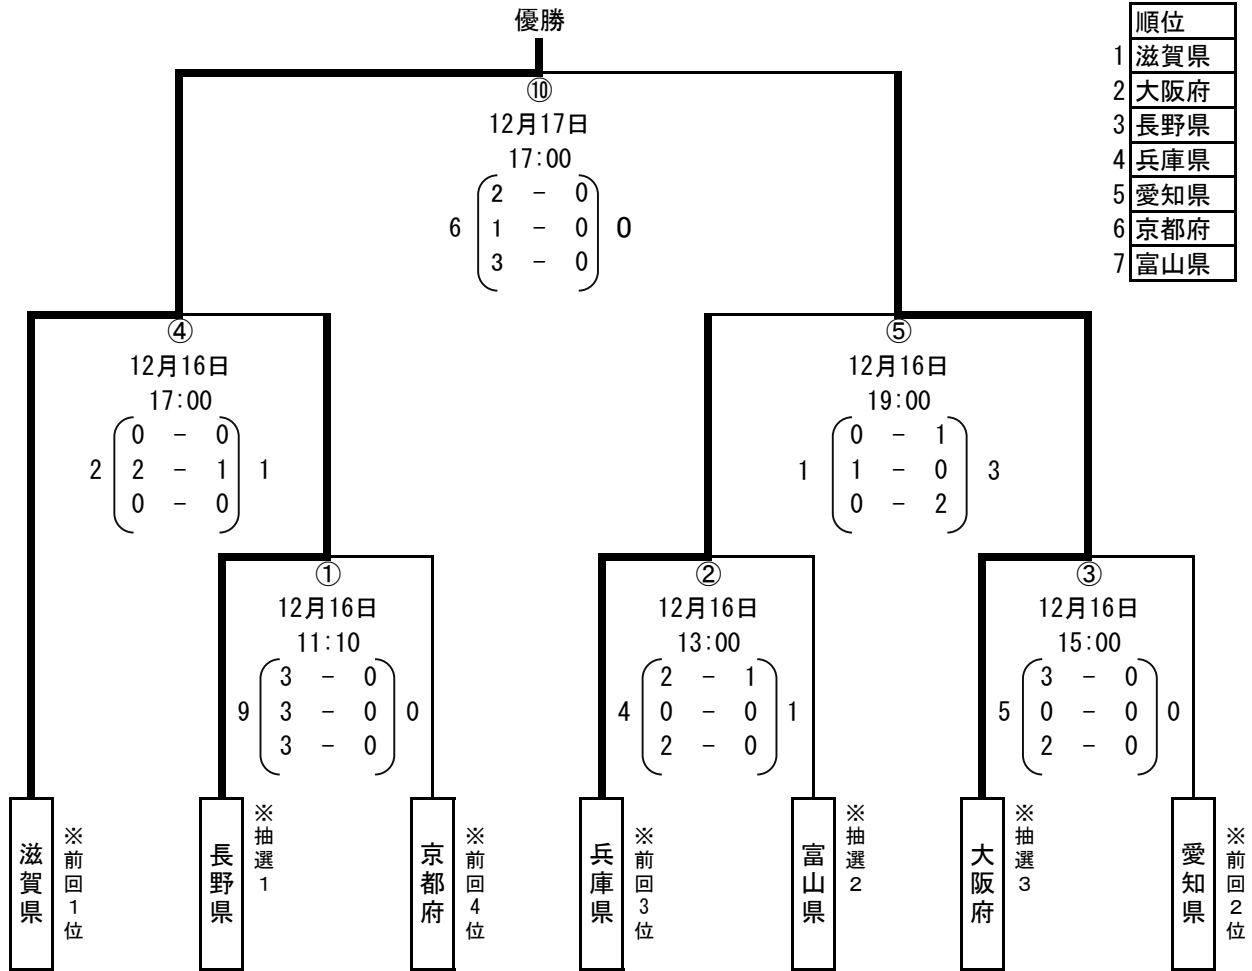 優勝
⑩
12月17日
17:00
2 － 0
6 1 － 0 0
3 － 0
順位
1 滋賀県
2 大阪府
3 長野県
4 兵庫県
5 愛知県
6 京都府
7 富山県
④
12月16日
17:00
0 － 0
2 2 － 1 1
0 － 0
⑤
12月16日
19:00
0 － 1
1 1 － 0 3
0 － 2
①
12月16日
11:10
3 － 0
9 3 － 0 0
3 － 0
②
12月16日
13:00
2 － 1
4 0 － 0 1
2 － 0
③
12月16日
15:00
3 － 0
5 0 － 0 0
2 － 0
滋賀県
※前回1位
長野県
※抽選1
京都府
※前回4位
兵庫県
※前回3位
富山県
※抽選2
大阪府
※抽選3
愛知県
※前回2位